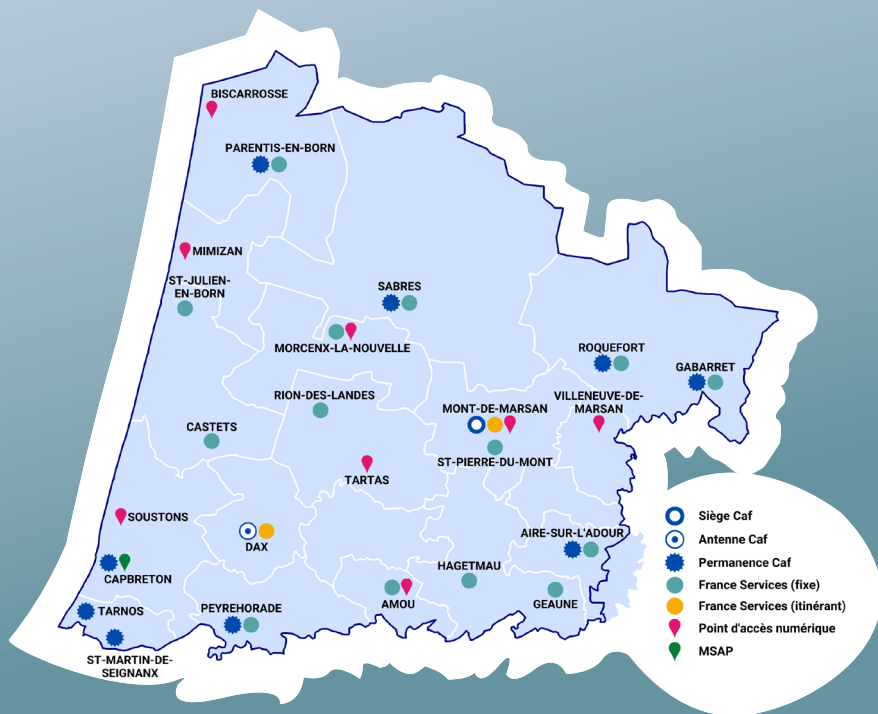 BISCARROSSE
PARENTIS-EN-BORN
MIMIZAN
ST-JULIEN-
EN-BORN
SABRES
MORCENX-LA-NOUVELLE
ROQUEFORT
GABARRET
RION-DES-LANDES
MONT-DE-MARSAN
VILLENEUVE-DE-
MARSAN
CASTETS
ST-PIERRE-DU-MONT
TARTAS
SOUSTONS
DAX
AIRE-SUR-L'ADOUR
CAPBRETON
HAGETMAU
AMOU
GEAUNE
TARNOS
PEYREHORADE
ST-MARTIN-DE-
SEIGNANX
Siège Caf
Antenne Caf
Permanence Caf
France Services (fixe)
France Services (itinérant)
Point d'accès numérique
MSAP